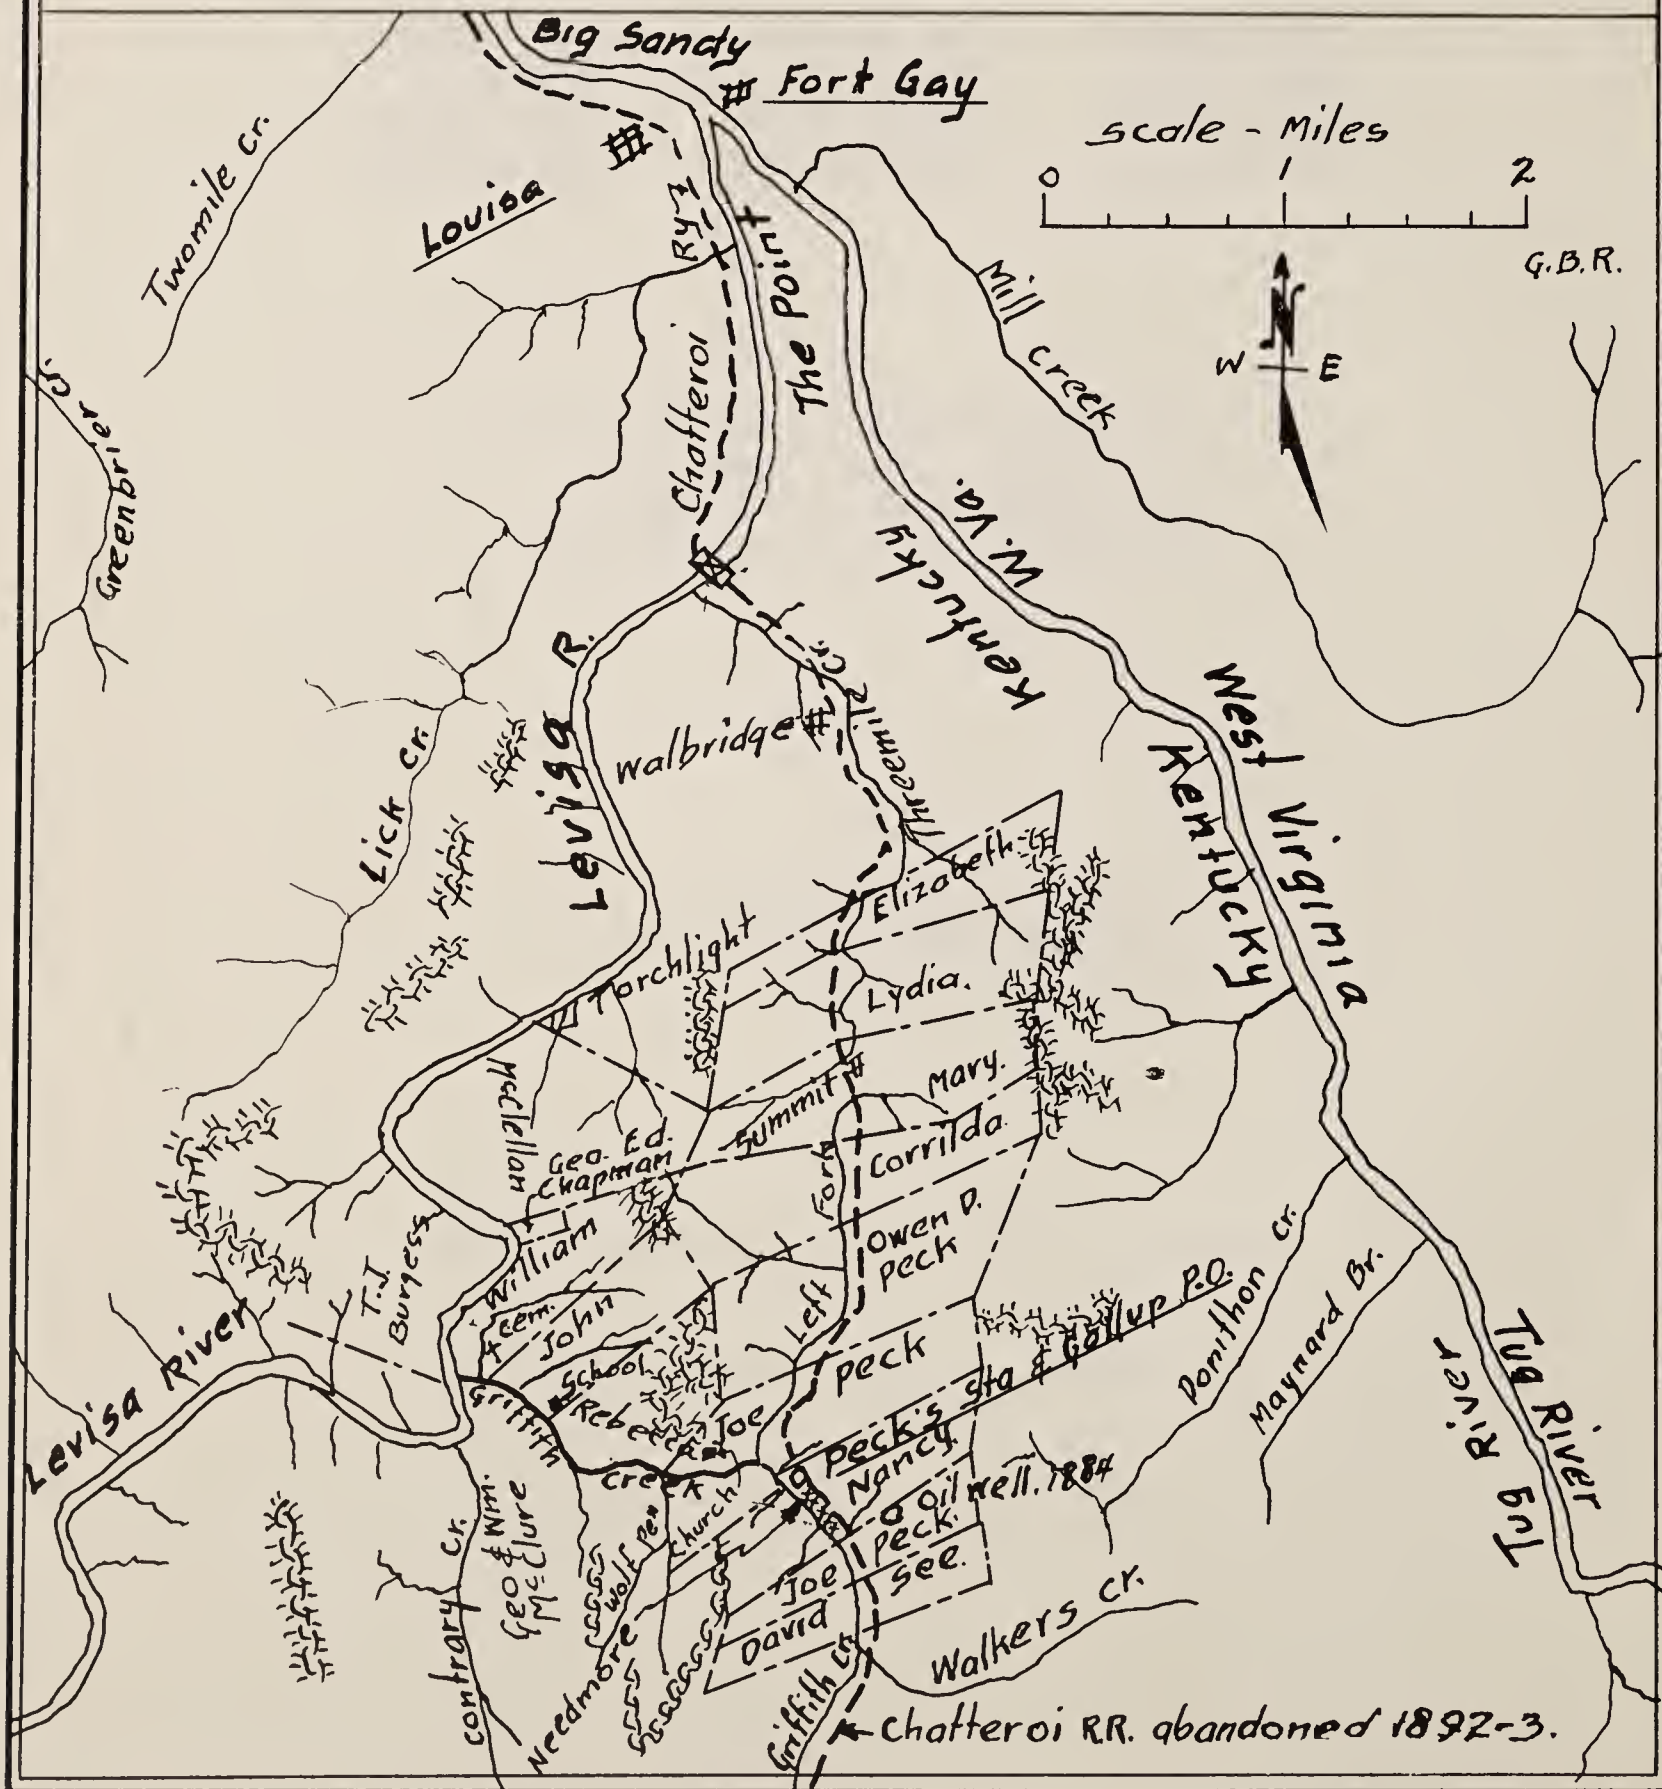 Big Sandy
Fort Gay
scale - Miles
0 1 2
G.B.R.
N
W E
Twomile Cr.
Louisa
Ry
The Point
Chatteroi
Mill Creek
Greenbrier Cr.
W. Va.
Kentucky
Levisa R.
Walbridge
Threemile Cr.
Lick Cr.
West Virginia
Kentucky
Elizabeth
Torchlight
Lydia.
McClellan
Summit
Mary.
Geo. Ed.
Chapman
Corrilda
Fork
Left
William
Owen D.
Peck
T.J.
Burgess
cem.
John
School
Rebecca
Joe
Peck
Peck's Sta & Gallup P.O.
Nancy.
Donithon Cr.
Maynard Br.
Tug River
Tug River
Levisa River
Griffith
Creek
Church
Wolf Pen
Oil well. 1884
Joe Peck.
David See.
Contrary Cr.
Geo & Wm.
McClure
Needmore
Griffith Cr.
Walkers Cr.
Chatteroi R.R. abandoned 1892-3.